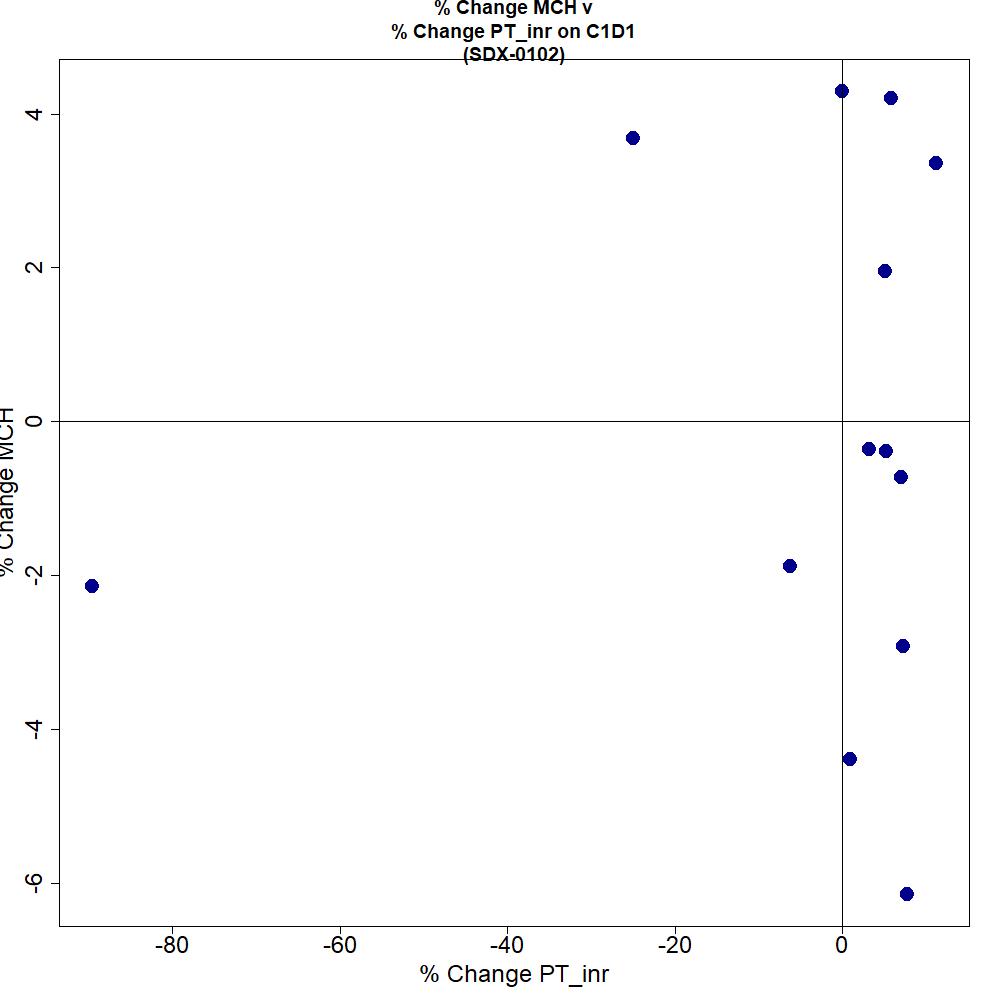 % Change MCH v
% Change PT_inr on C1D1
(SDX-0102)
4
2
0
-2
-4
-6
% Change MCH
-80
-60
-40
-20
0
% Change PT_inr